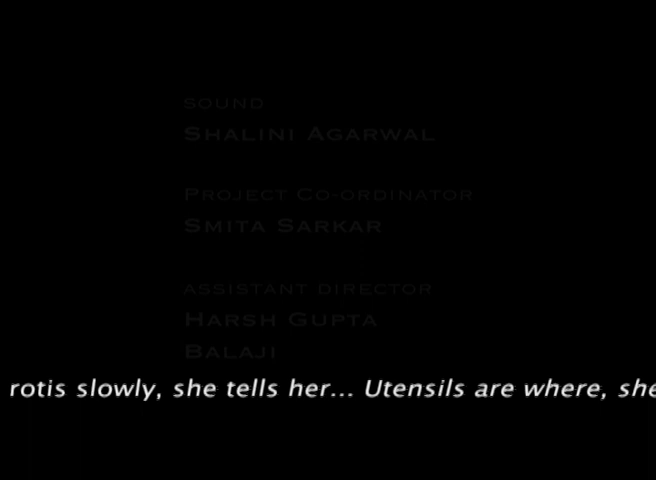 SOUND
SHALINI AGARWAL
PROJECT CO-ORDINATOR
SMITA SARKAR
ASSISTANT DIRECTOR
HARSH GUPTA
BALAJI
rotis slowly, she tells her... Utensils are where, she